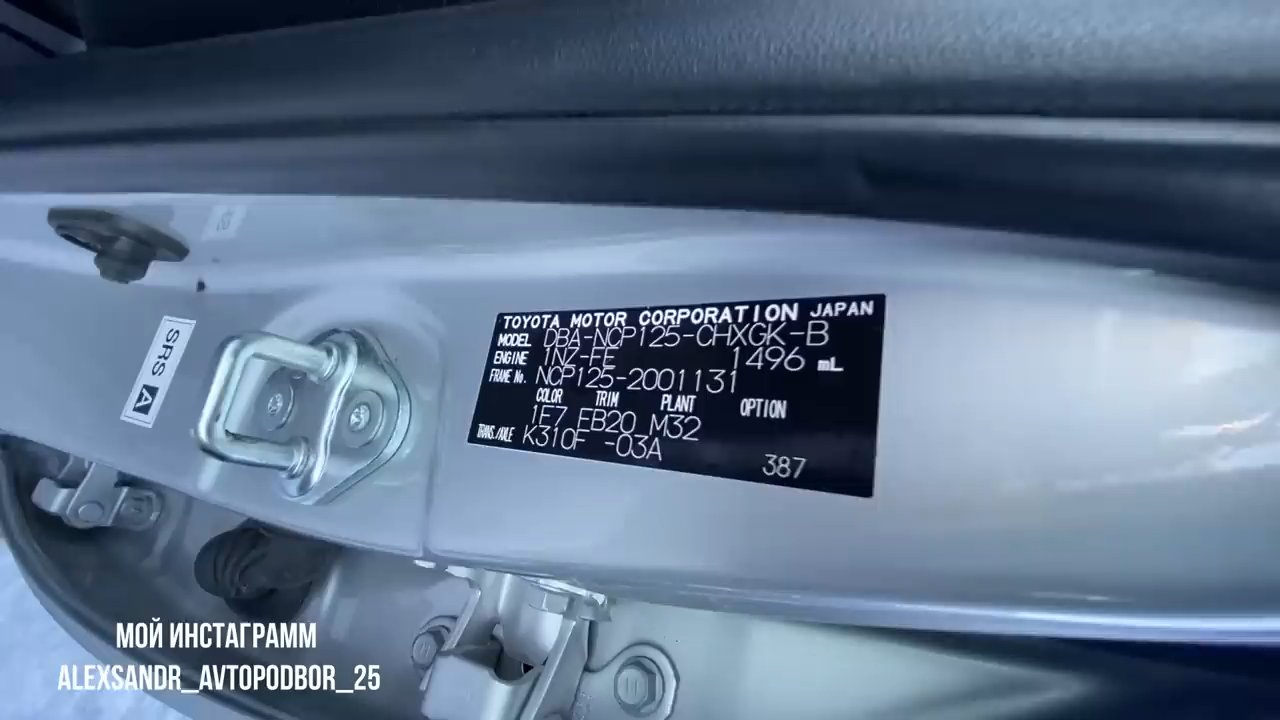 TOYOTA MOTOR CORPORATION JAPAN
MODEL DBA-NCP125-CHXGK-B
ENGINE 1NZ-FE 1496 mL
FRAME No. NCP125-2001131
COLOR TRIM PLANT OPTION
1F7 FB20 M32
TRANS./AXLE K310F -03A
387
SRS A
МОЙ ИНСТАГРАММ
ALEXSANDR_AVTOPODBOR_25